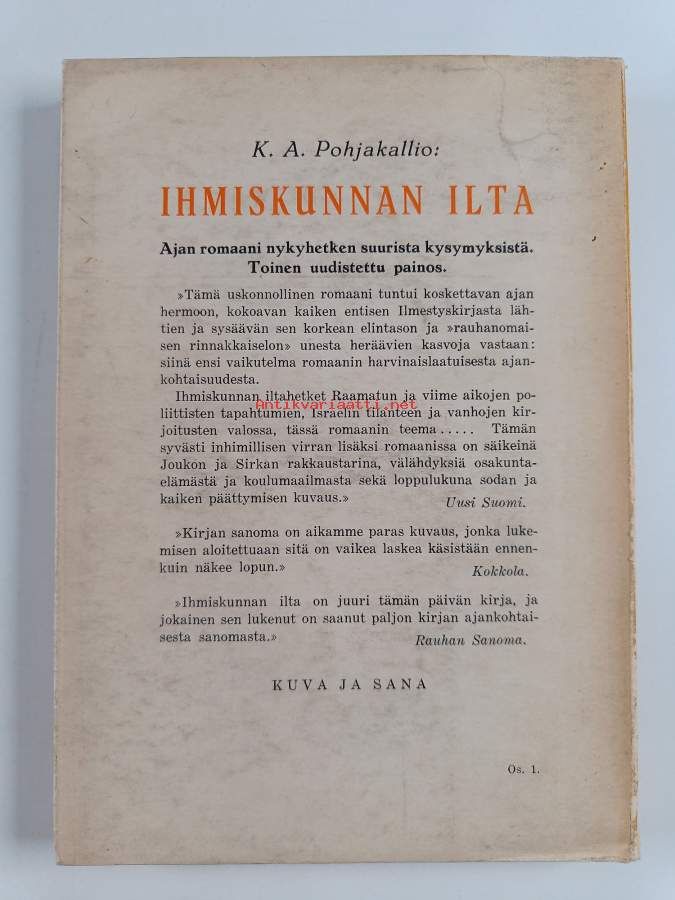 K. A. Pohjakallio:
IHMISKUNNAN ILTA
Ajan romaani nykyhetken suurista kysymyksistä.
Toinen uudistettu painos.
»Tämä uskonnollinen romaani tuntui koskettavan ajan
hermoon, kokoavan kaiken entisen Ilmestyskirjasta läh-
tien ja sysäävän sen korkean elintason ja »rauhanomai-
sen rinnakkaiselon» unesta heräävien kasvoja vastaan:
siinä ensi vaikutelma romaanin harvinaislaatuisesta ajan-
kohtaisuudesta.
Ihmiskunnan iltahetket Raamatun ja viime aikojen po-
liittisten tapahtumien, Israelin tilanteen ja vanhojen kir-
Antikvariaatti.net
joitusten valossa, tässä romaanin teema..... Tämän
syvästi inhimillisen virran lisäksi romaanissa on säikeinä
Joukon ja Sirkan rakkaustarina, välähdyksiä osakunta-
elämästä ja koulumaailmasta sekä loppulukuna sodan ja
kaiken päättymisen kuvaus.»
Uusi Suomi.
»Kirjan sanoma on aikamme paras kuvaus, jonka luke-
misen aloitettuaan sitä on vaikea laskea käsistään ennen-
kuin näkee lopun.»
Kokkola.
»Ihmiskunnan ilta on juuri tämän päivän kirja, ja
jokainen sen lukenut on saanut paljon kirjan ajankohtai-
sesta sanomasta.»
Rauhan Sanoma.
KUVA JA SANA
Os. 1.